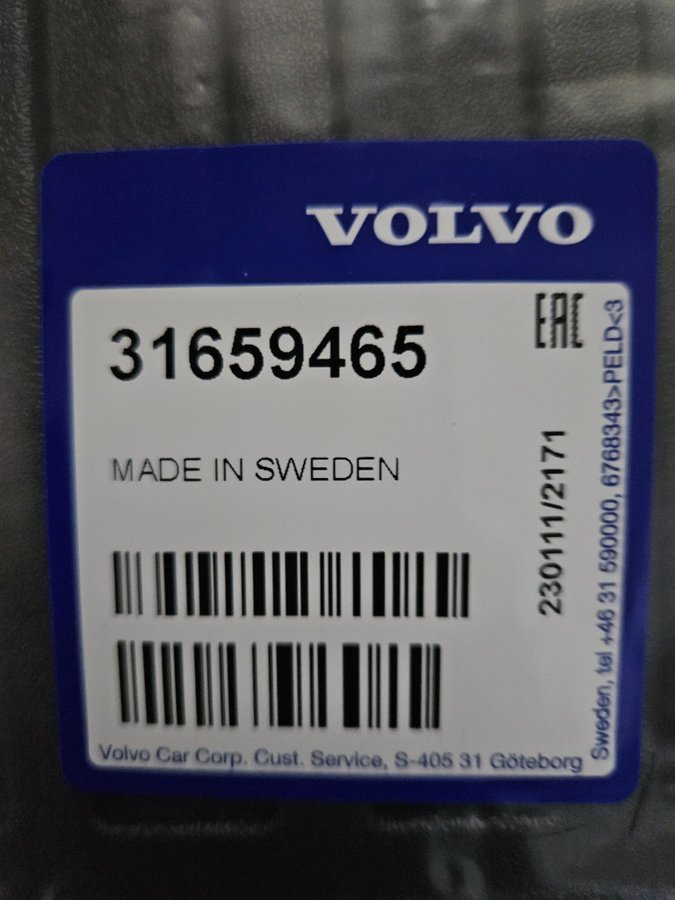 VOLVO
31659465
EAC
MADE IN SWEDEN
230111/2171
Volvo Car Corp. Cust. Service, S-405 31 Göteborg
Sweden, tel +46 31 590000, 6768343>PELD<3